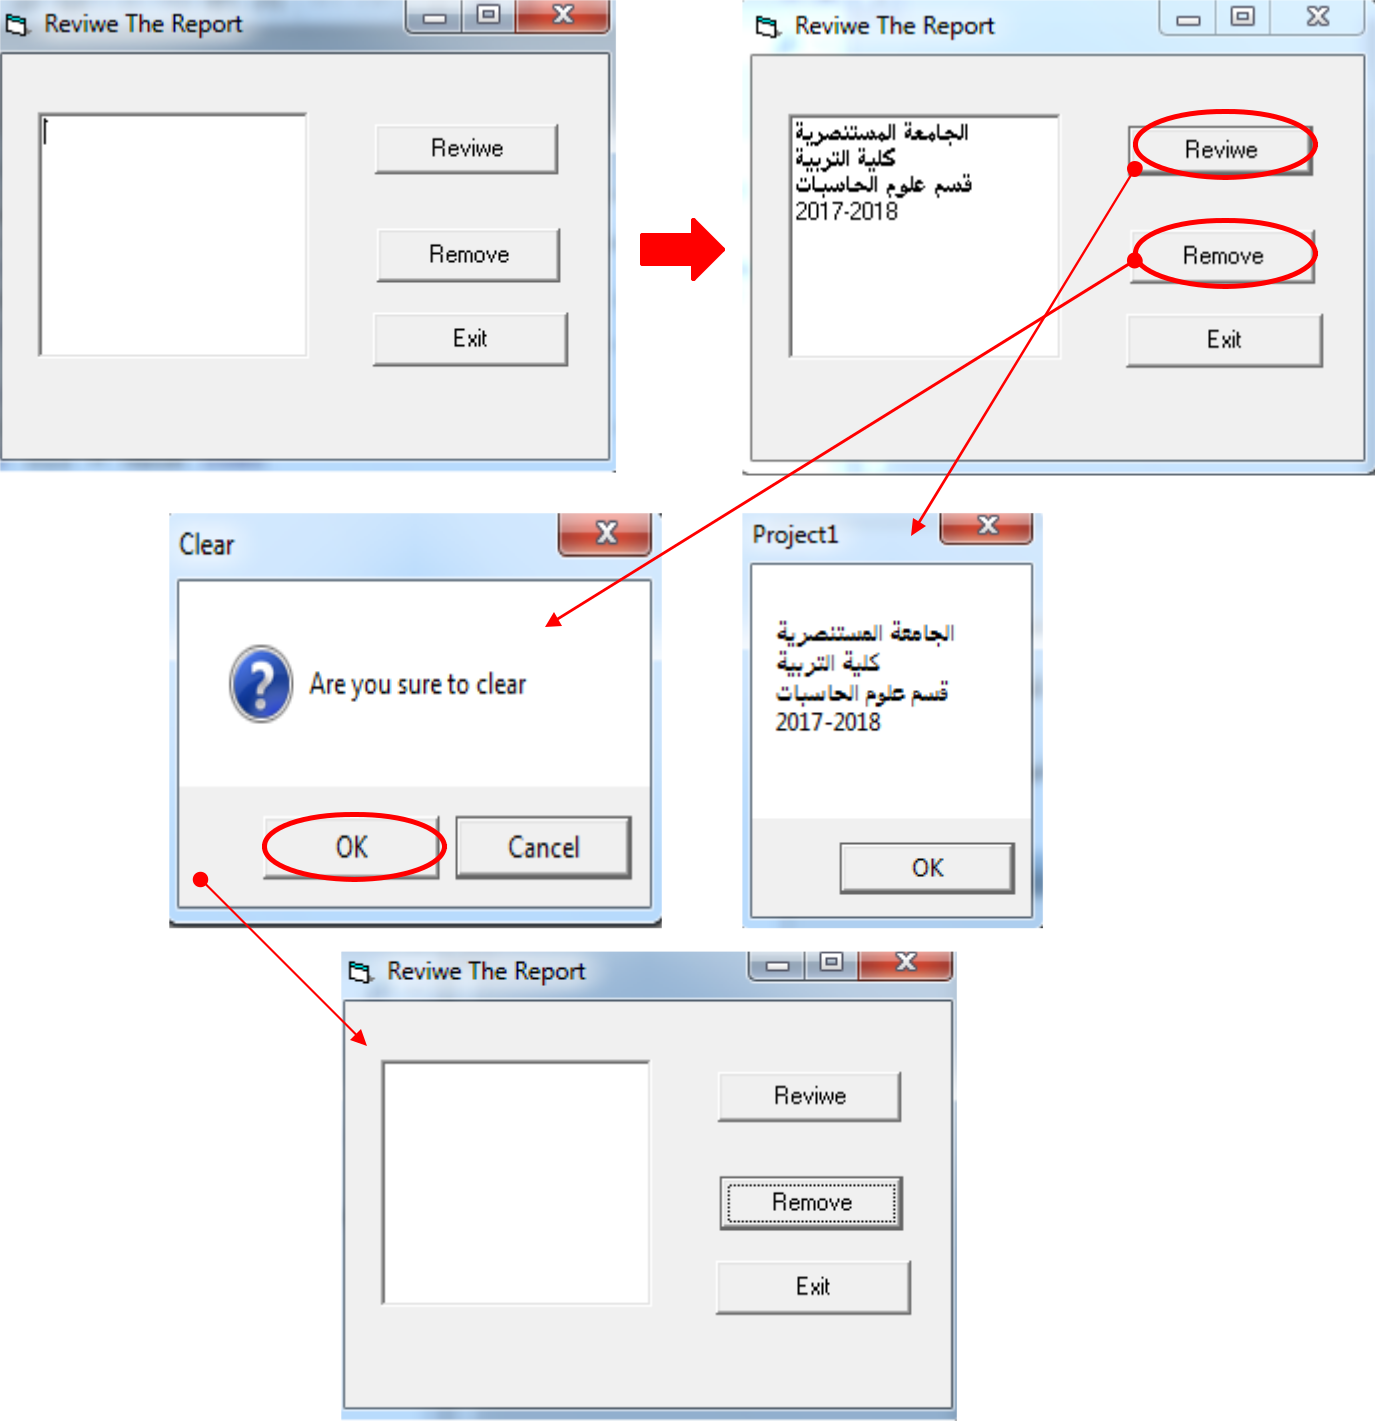 Reviwe The Report
Reviwe
Remove
Exit
Reviwe The Report
الجامعة المستنصرية
كلية التربية
قسم علوم الحاسبات
2017-2018
Reviwe
Remove
Exit
Clear
Are you sure to clear
OK
Cancel
Project1
الجامعة المستنصرية
كلية التربية
قسم علوم الحاسبات
2017-2018
OK
Reviwe The Report
Reviwe
Remove
Exit